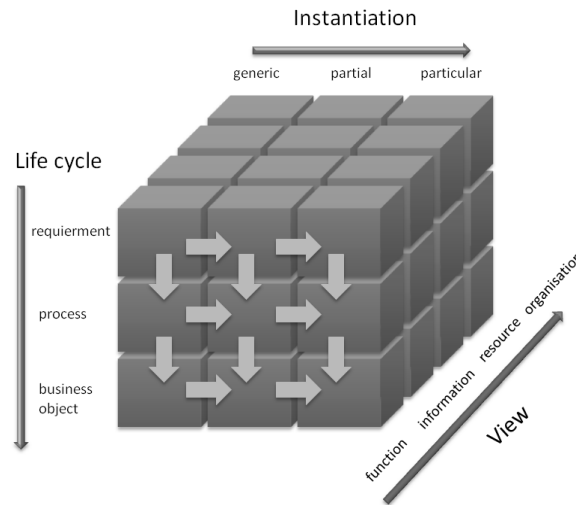 Instantiation
generic partial particular
Life cycle
requierment
process
business
object
function information resource organisation
View